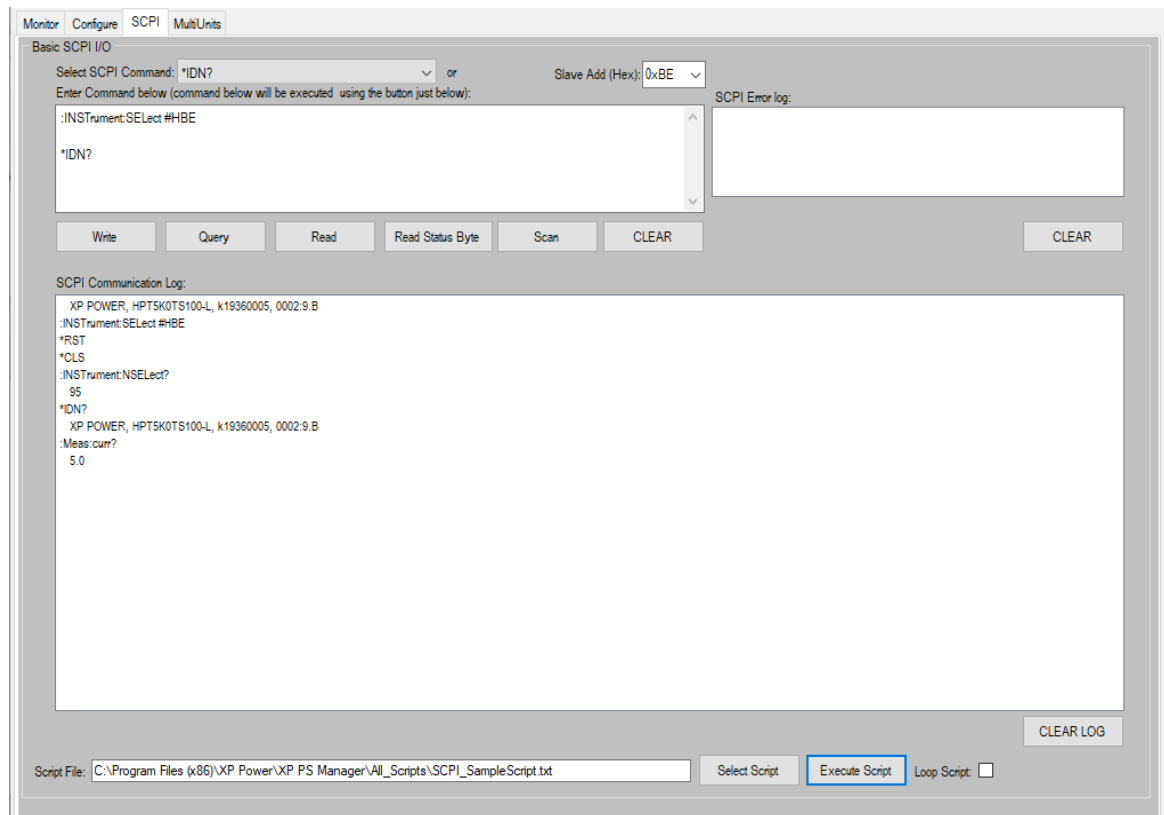 Monitor Configure SCPI MultiUnits
Basic SCPI I/O
Select SCPI Command: *IDN? or Slave Add (Hex): 0xBE
Enter Command below (command below will be executed using the button just below):
SCPI Error log:
:INSTrument:SELect #HBE
*IDN?
Write Query Read Read Status Byte Scan CLEAR CLEAR
SCPI Communication Log:
XP POWER, HPT5K0TS100-L, k19360005, 0002:9.B
:INSTrument:SELect #HBE
*RST
*CLS
:INSTrument:NSELect?
95
*IDN?
XP POWER, HPT5K0TS100-L, k19360005, 0002:9.B
:Meas:curr?
5.0
CLEAR LOG
Script File: C:\Program Files (x86)\XP Power\XP PS Manager\All_Scripts\SCPI_SampleScript.txt Select Script Execute Script Loop Script: